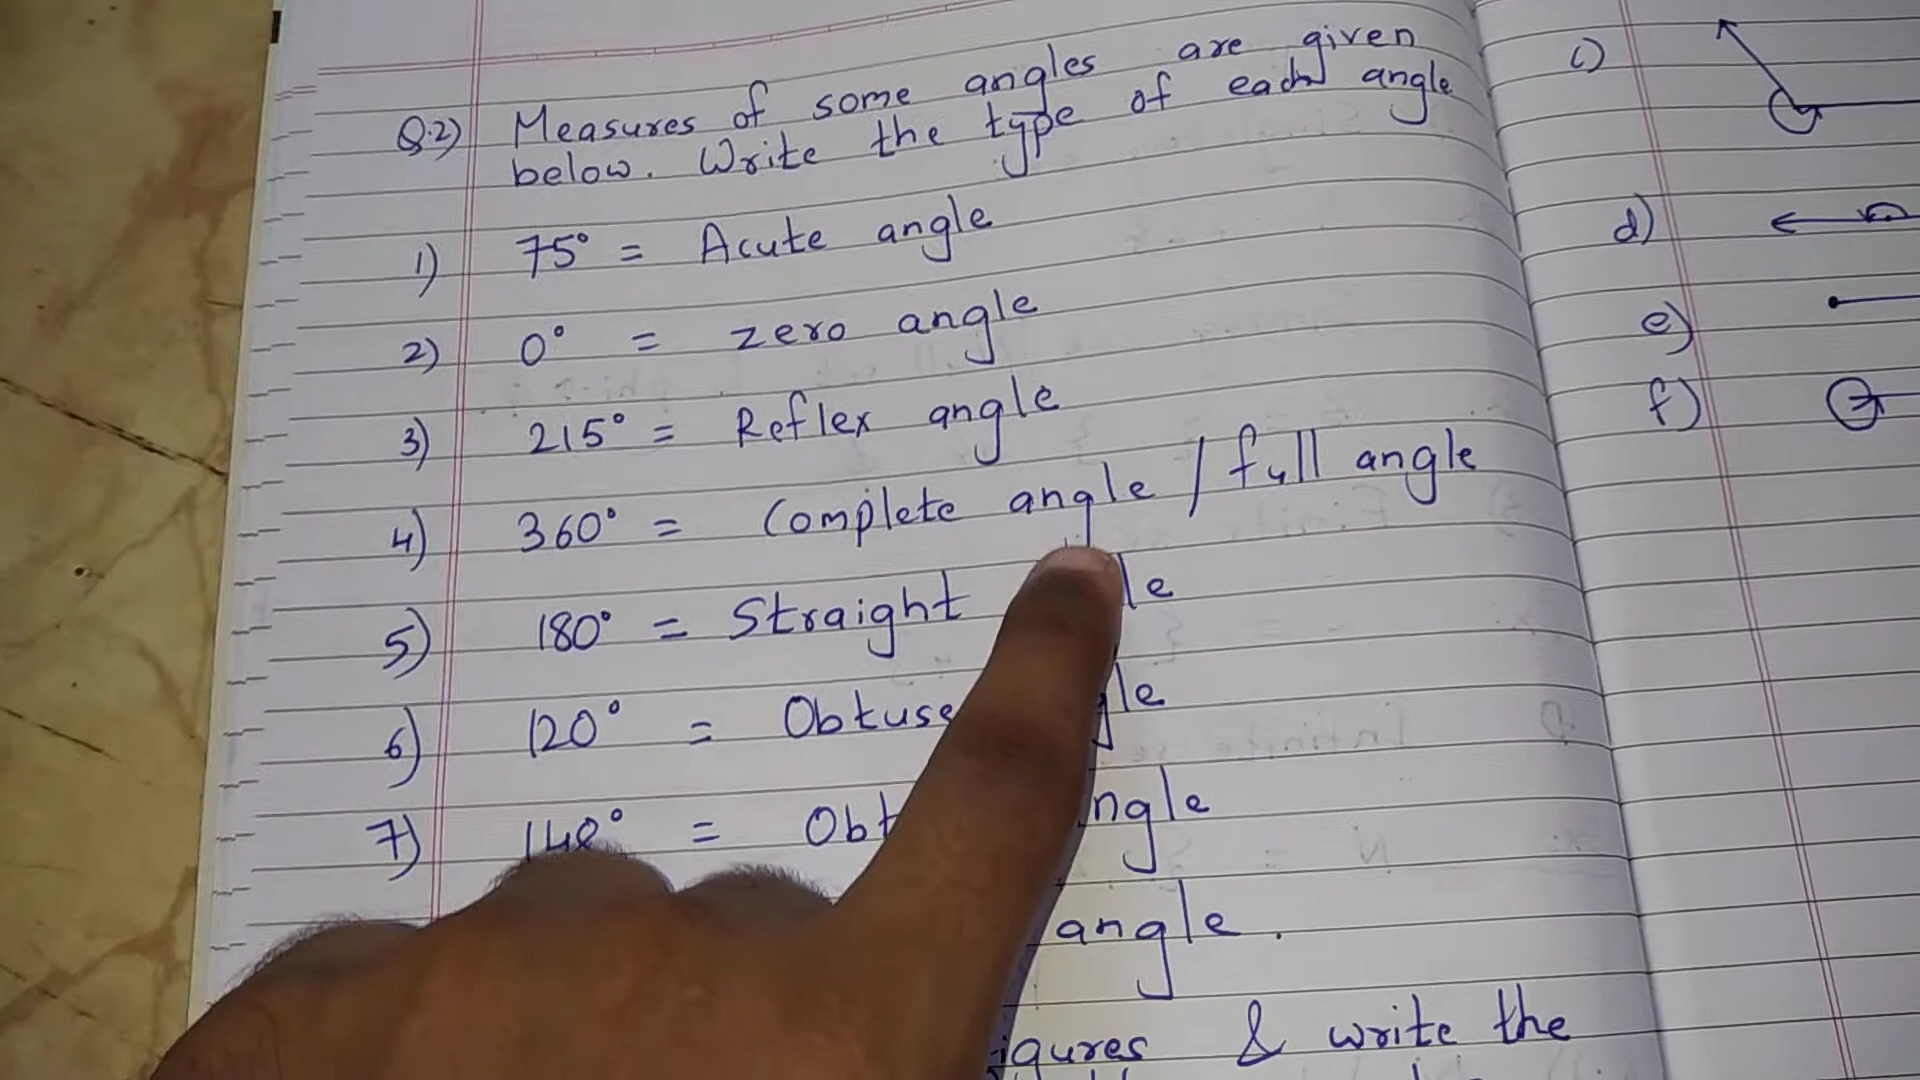 Q.2) Measures of some angles are given
below. Write the type of each angle
1) 75° = Acute angle
2) 0° = zero angle
3) 215° = Reflex angle
4) 360° = Complete angle / full angle
5) 180° = Straight
6) 120° = Obtuse
7) 140° =
angle.
& write the
c)
d)
e)
f)